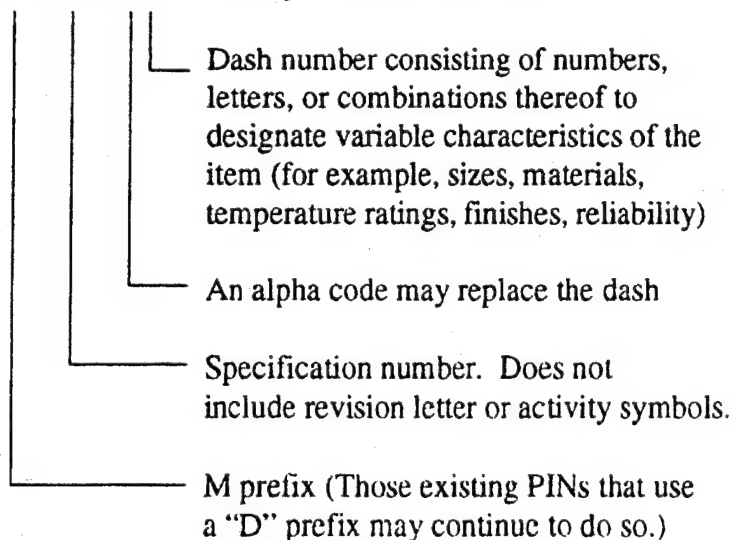 Dash number consisting of numbers,
letters, or combinations thereof to
designate variable characteristics of the
item (for example, sizes, materials,
temperature ratings, finishes, reliability)
An alpha code may replace the dash
Specification number. Does not
include revision letter or activity symbols.
M prefix (Those existing PINs that use
a “D” prefix may continue to do so.)